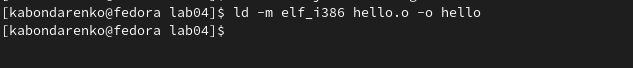 [kabondarenko@fedora lab04]$ ld -m elf_i386 hello.o -o hello
[kabondarenko@fedora lab04]$